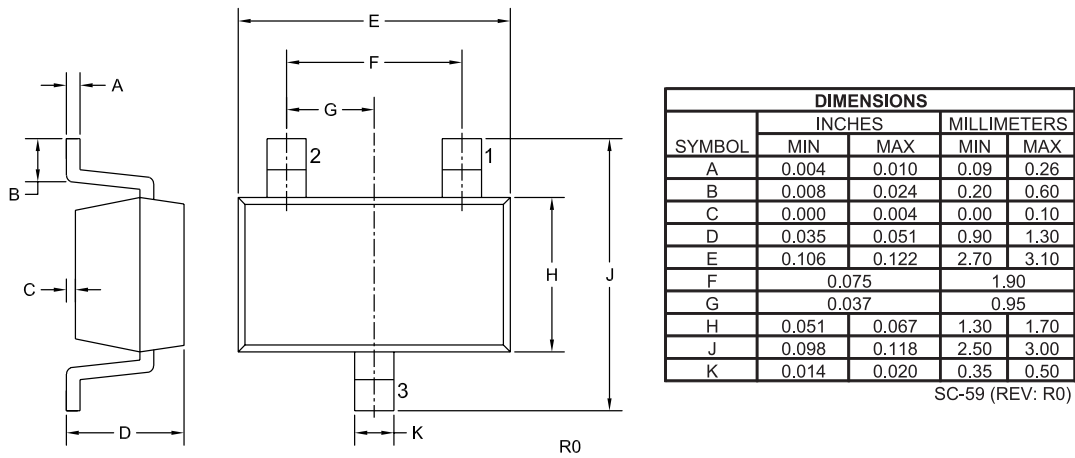 E
F
A
G
2
1
B
C
H
J
3
D
K
R0
DIMENSIONS
INCHES MILLIMETERS
SYMBOL MIN MAX MIN MAX
A 0.004 0.010 0.09 0.26
B 0.008 0.024 0.20 0.60
C 0.000 0.004 0.00 0.10
D 0.035 0.051 0.90 1.30
E 0.106 0.122 2.70 3.10
F 0.075 1.90
G 0.037 0.95
H 0.051 0.067 1.30 1.70
J 0.098 0.118 2.50 3.00
K 0.014 0.020 0.35 0.50
SC-59 (REV: R0)